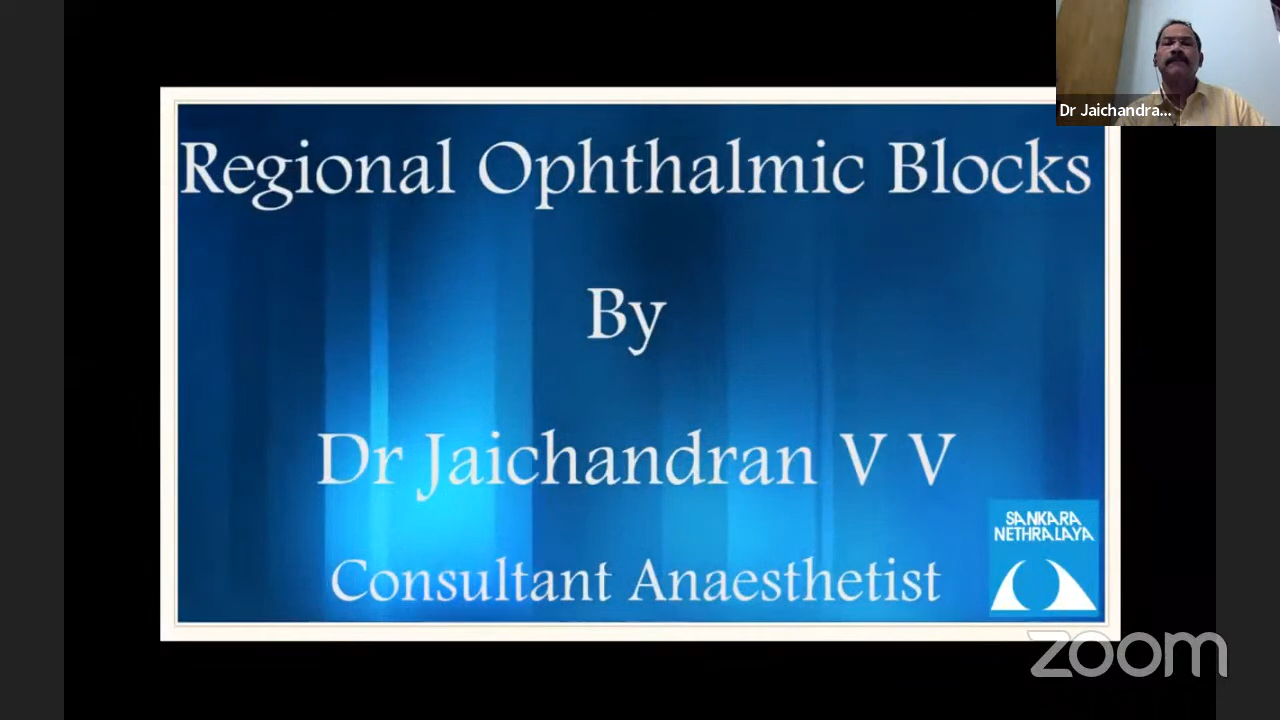 Dr Jaichandra...
Regional Ophthalmic Blocks
By
Dr Jaichandran V V
Consultant Anaesthetist
SANKARA
NETHRALAYA
zoom